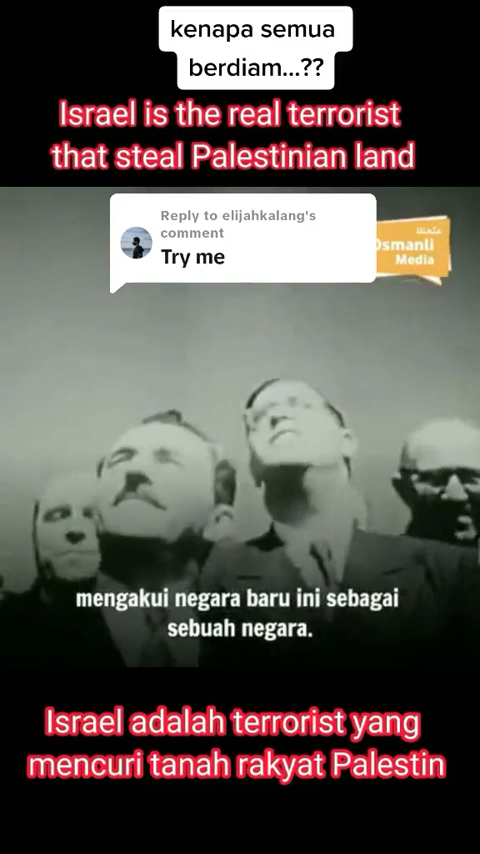 kenapa semua
berdiam...??
Israel is the real terrorist
that steal Palestinian land
Reply to elijahkalang's
comment
Try me
Osmanli
Media
mengakui negara baru ini sebagai
sebuah negara.
Israel adalah terrorist yang
mencuri tanah rakyat Palestin